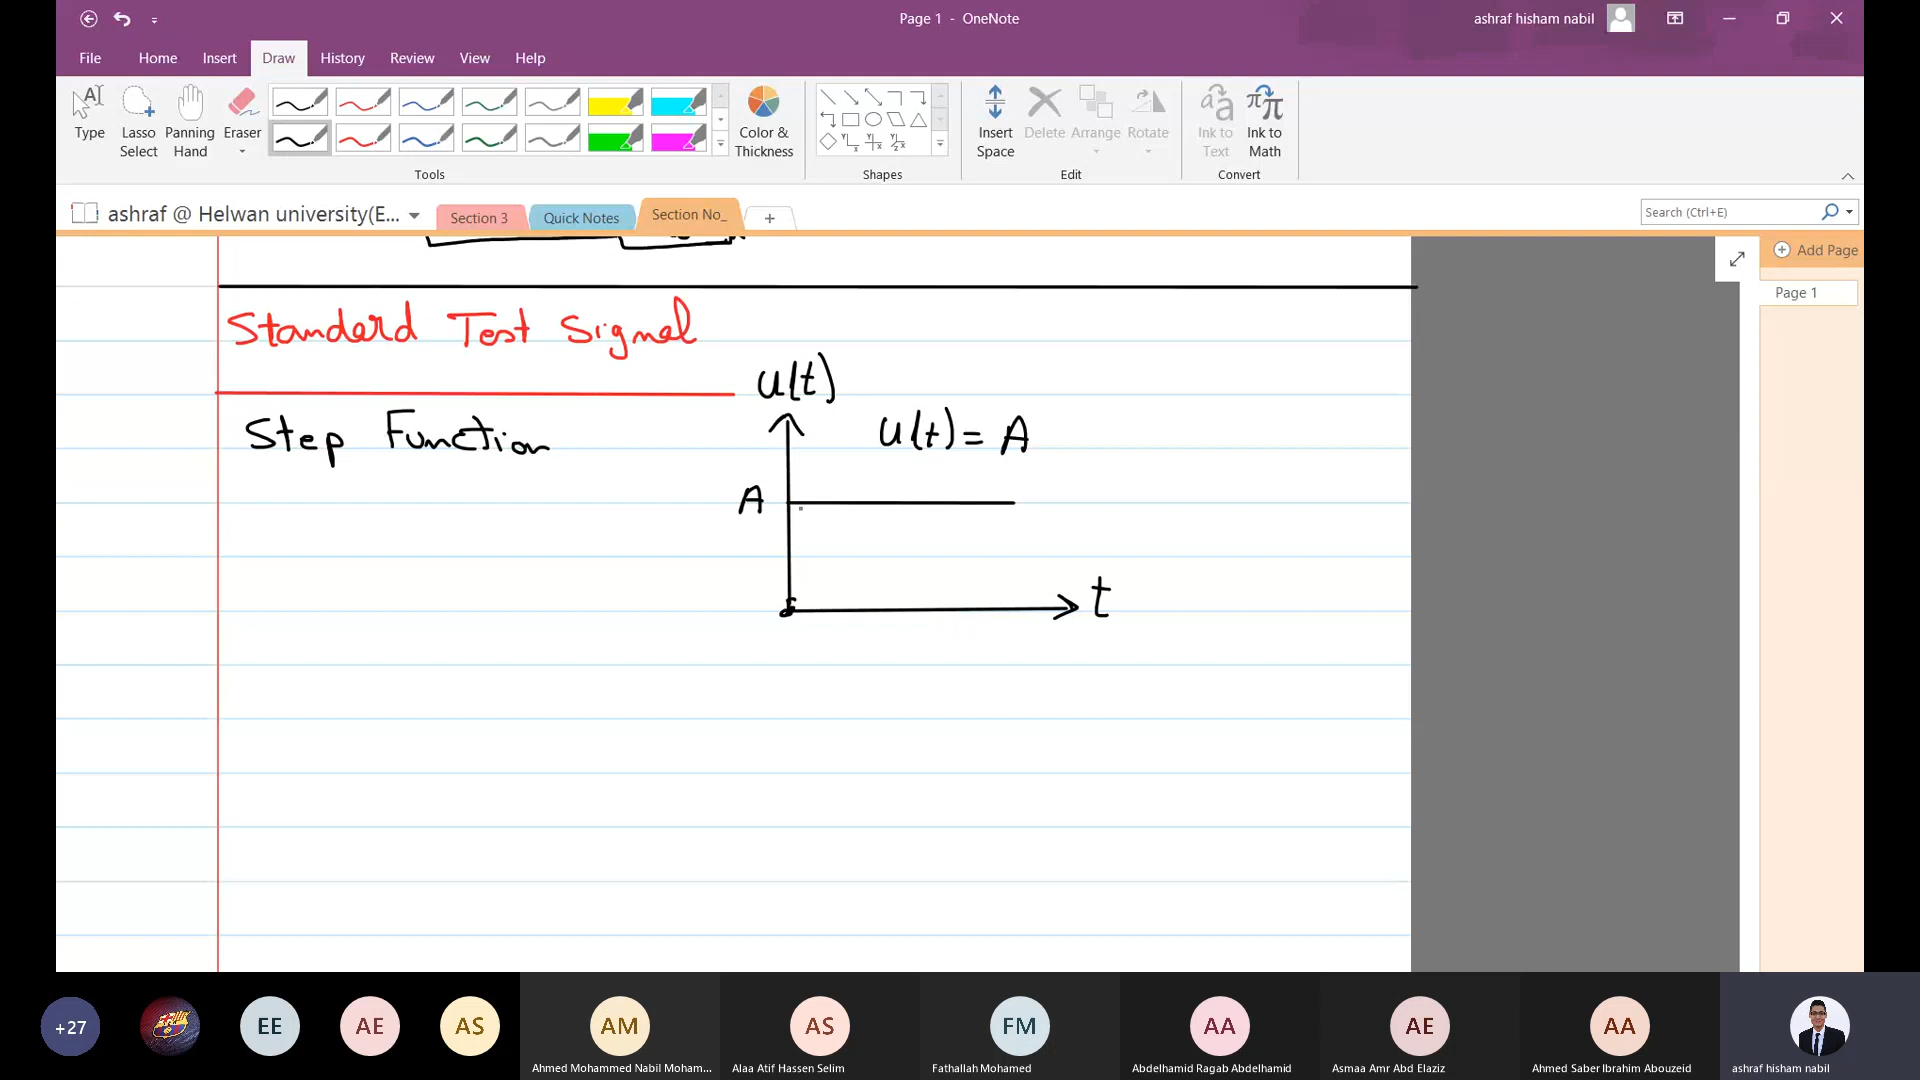 Page 1 - OneNote
ashraf hisham nabil
File Home Insert Draw History Review View Help
Type
Lasso Select
Panning Hand
Eraser
Color & Thickness
Insert Space
Delete
Arrange
Rotate
Ink to Text
Ink to Math
Tools
Shapes
Edit
Convert
ashraf @ Helwan university(E...
Section 3
Quick Notes
Section No_
Search (Ctrl+E)
Add Page
Page 1
Standard Test Signal
u(t)
Step Function
u(t) = A
A
t
+27
EE
AE
AS
AM
AS
FM
AA
AE
AA
Ahmed Mohammed Nabil Moham...
Alaa Atif Hassen Selim
Fathallah Mohamed
Abdelhamid Ragab Abdelhamid
Asmaa Amr Abd Elaziz
Ahmed Saber Ibrahim Abouzeid
ashraf hisham nabil